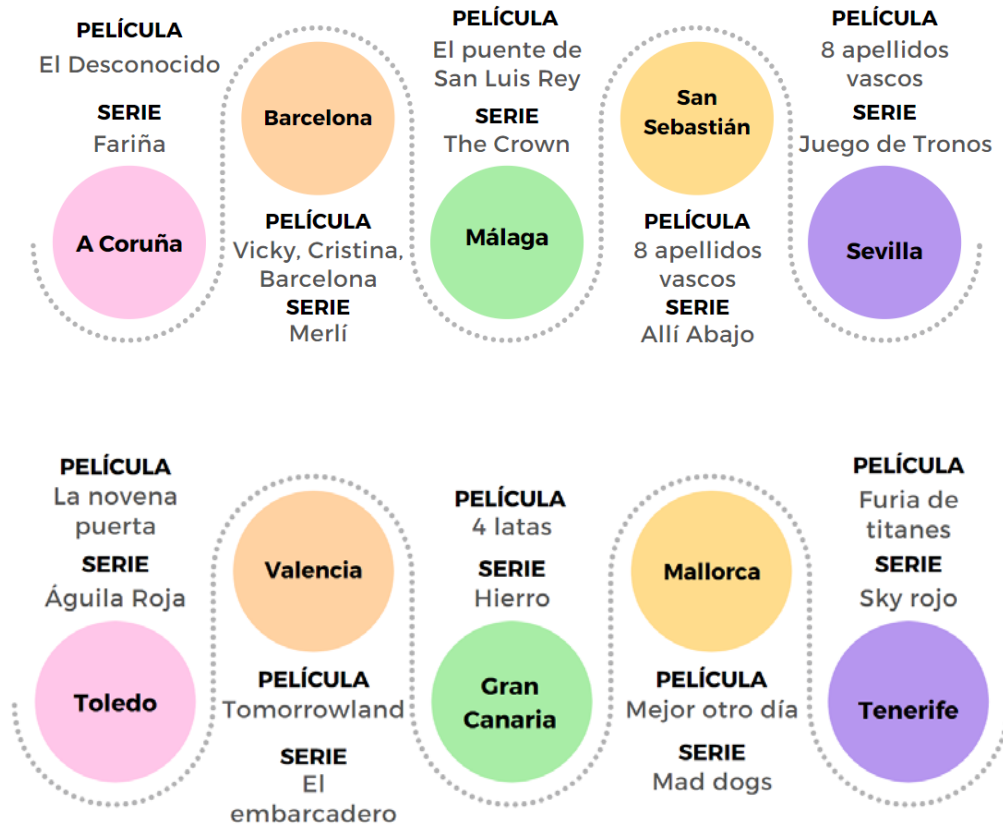 PELÍCULA
El Desconocido
SERIE
Fariña
A Coruña
Barcelona
PELÍCULA
Vicky, Cristina,
Barcelona
SERIE
Merlí
PELÍCULA
El puente de
San Luis Rey
SERIE
The Crown
Málaga
San
Sebastián
PELÍCULA
8 apellidos
vascos
SERIE
Allí Abajo
PELÍCULA
8 apellidos
vascos
SERIE
Juego de Tronos
Sevilla
PELÍCULA
La novena
puerta
SERIE
Águila Roja
Toledo
Valencia
PELÍCULA
Tomorrowland
SERIE
El
embarcadero
PELÍCULA
4 latas
SERIE
Hierro
Gran
Canaria
Mallorca
PELÍCULA
Mejor otro día
SERIE
Mad dogs
PELÍCULA
Furia de
titanes
SERIE
Sky rojo
Tenerife